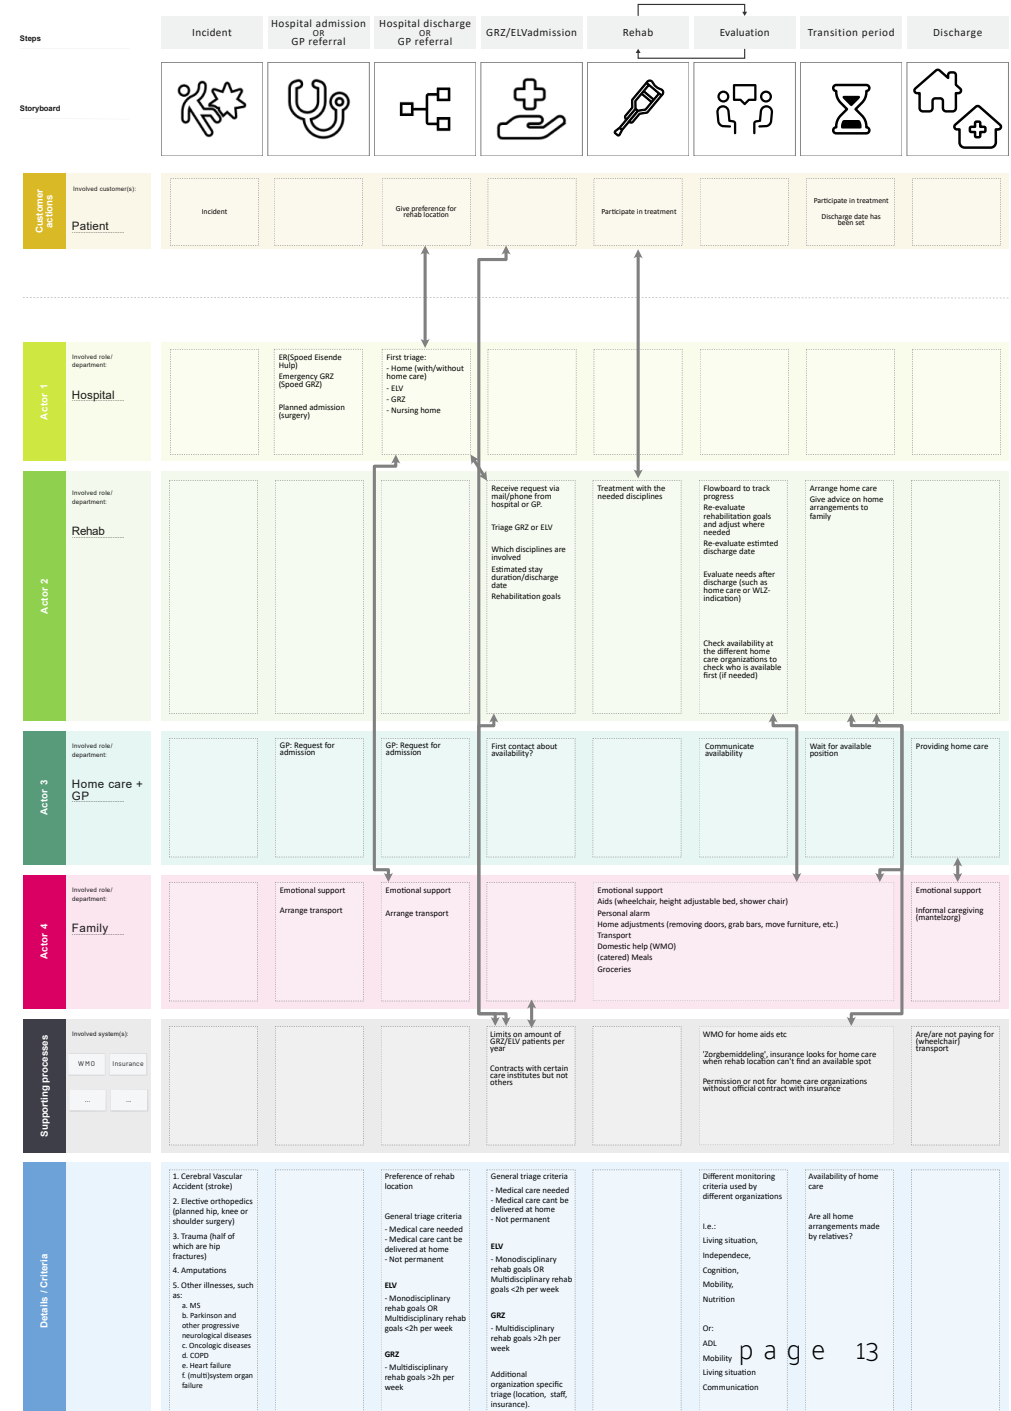 Steps
Incident
Hospital admission
OR
GP referral
Hospital discharge
OR
GP referral
GRZ/ELVadmission
Rehab
Evaluation
Transition period
Discharge
Storyboard
Customer
actions
Involved customer(s):
Patient
Incident
Give preference for
rehab location
Participate in treatment
Participate in treatment
Discharge date has
been set
Actor 1
Involved role/
department:
Hospital
ER(Spoed Eisende
Hulp)
Emergency GRZ
(Spoed GRZ)
Planned admission
(surgery)
First triage:
- Home (with/without
home care)
- ELV
- GRZ
- Nursing home
Actor 2
Involved role/
department:
Rehab
Receive request via
mail/phone from
hospital or GP.
Triage GRZ or ELV
Which disciplines are
involved
Estimated stay
duration/discharge
date
Rehabilitation goals
Treatment with the
needed disciplines
Flowboard to track
progress
Re-evaluate
rehabilitation goals
and adjust where
needed
Re-evaluate estimted
discharge date
Evaluate needs after
discharge (such as
home care or WLZ-
indication)
Check availability at
the different home
care organizations to
check who is available
first (if needed)
Arrange home care
Give advice on home
arrangements to
family
Actor 3
Involved role/
department:
Home care +
GP
GP: Request for
admission
GP: Request for
admission
First contact about
availability?
Communicate
availability
Wait for available
position
Providing home care
Actor 4
Involved role/
department:
Family
Emotional support
Arrange transport
Emotional support
Arrange transport
Emotional support
Aids (wheelchair, height adjustable bed, shower chair)
Personal alarm
Home adjustments (removing doors, grab bars, move furniture, etc.)
Transport
Domestic help (WMO)
(catered) Meals
Groceries
Emotional support
Informal caregiving
(mantelzorg)
Supporting processes
Involved system(s):
WMO
Insurance
...
...
Limits on amount of
GRZ/ELV patients per
year
Contracts with certain
care institutes but not
others
WMO for home aids etc
'Zorgbemiddeling', insurance looks for home care
when rehab location can't find an available spot
Permission or not for home care organizations
without official contract with insurance
Are/are not paying for
(wheelchair)
transport
Details / Criteria
1. Cerebral Vascular
Accident (stroke)
2. Elective orthopedics
(planned hip, knee or
shoulder surgery)
3. Trauma (half of
which are hip
fractures)
4. Amputations
5. Other illnesses, such
as:
a. MS
b. Parkinson and
other progressive
neurological diseases
c. Oncologic diseases
d. COPD
e. Heart failure
f. (multi)system organ
failure
Preference of rehab
location
General triage criteria
- Medical care needed
- Medical care cant be
delivered at home
- Not permanent
ELV
- Monodisciplinary
rehab goals OR
Multidisciplinary rehab
goals <2h per week
GRZ
- Multidisciplinary
rehab goals >2h per
week
General triage criteria
- Medical care needed
- Medical care cant be
delivered at home
- Not permanent
ELV
- Monodisciplinary
rehab goals OR
Multidisciplinary rehab
goals <2h per week
GRZ
- Multidisciplinary
rehab goals >2h per
week
Additional
organization specific
triage (location, staff,
insurance).
Different monitoring
criteria used by
different organizations
I.e.:
Living situation,
Independece,
Cognition,
Mobility,
Nutrition
Or:
ADL
Mobility
Living situation
Communication
Availability of home
care
Are all home
arrangements made
by relatives?
page 13